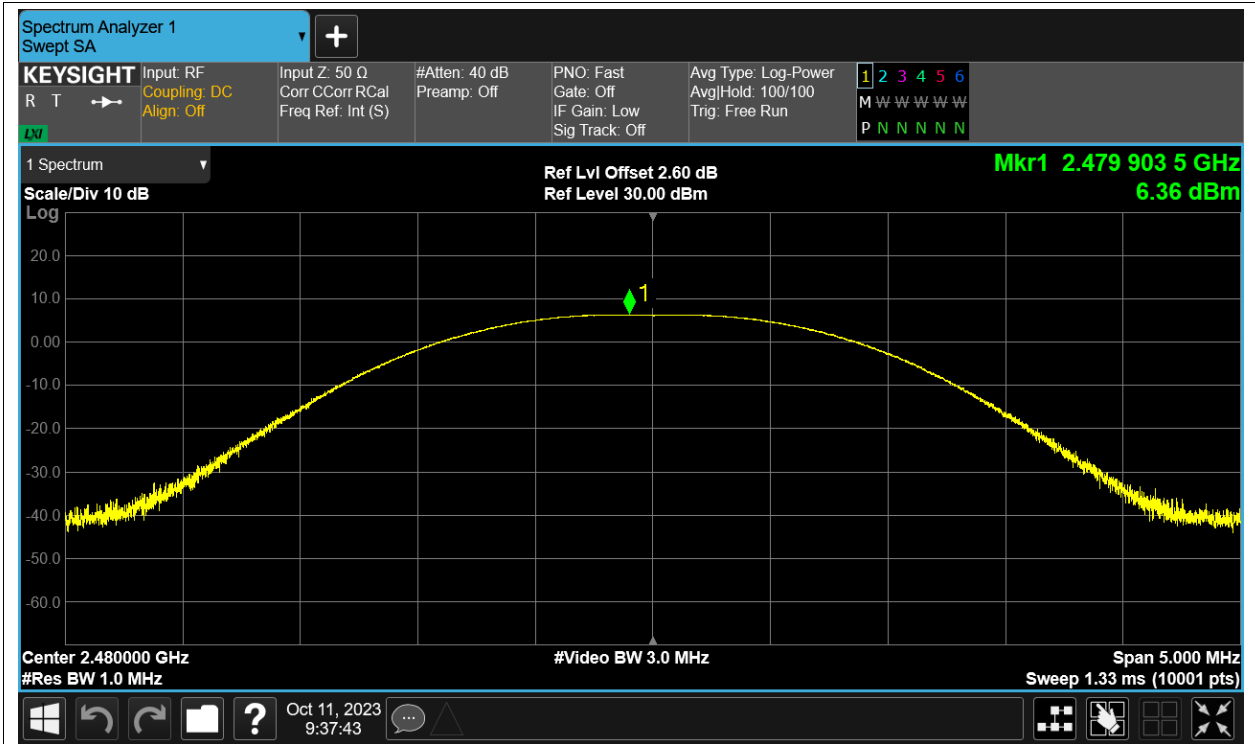 Spectrum Analyzer 1
Swept SA
KEYSIGHT
R T
LXI
Input: RF
Coupling: DC
Align: Off
Input Z: 50 Ω
Corr CCorr RCal
Freq Ref: Int (S)
#Atten: 40 dB
Preamp: Off
PNO: Fast
Gate: Off
IF Gain: Low
Sig Track: Off
Avg Type: Log-Power
Avg|Hold: 100/100
Trig: Free Run
1 2 3 4 5 6
M W W W W W
P N N N N N
1 Spectrum
Scale/Div 10 dB
Ref Lvl Offset 2.60 dB
Ref Level 30.00 dBm
Mkr1 2.479 903 5 GHz
6.36 dBm
Log
20.0
10.0
1
0.00
-10.0
-20.0
-30.0
-40.0
-50.0
-60.0
Center 2.480000 GHz
#Video BW 3.0 MHz
Span 5.000 MHz
#Res BW 1.0 MHz
Sweep 1.33 ms (10001 pts)
?
Oct 11, 2023
9:37:43